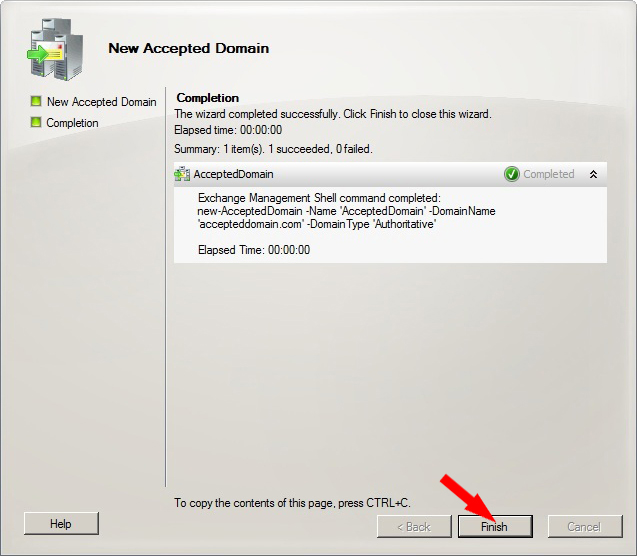 New Accepted Domain
New Accepted Domain
Completion
Completion
The wizard completed successfully. Click Finish to close this wizard.
Elapsed time: 00:00:00
Summary: 1 item(s). 1 succeeded, 0 failed.
AcceptedDomain
Completed
Exchange Management Shell command completed:
new-AcceptedDomain -Name 'AcceptedDomain' -DomainName
'accepteddomain.com' -DomainType 'Authoritative'
Elapsed Time: 00:00:00
To copy the contents of this page, press CTRL+C.
Help
< Back
Finish
Cancel